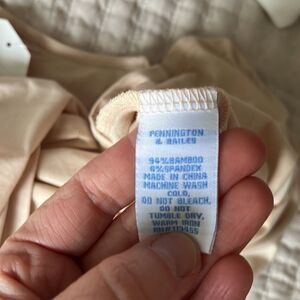 PENNINGTON
& BAILES
94%BAMBOO
6%SPANDEX
MADE IN CHINA
MACHINE WASH
COLD,
DO NOT BLEACH,
DO NOT
TUMBLE DRY,
WARM IRON